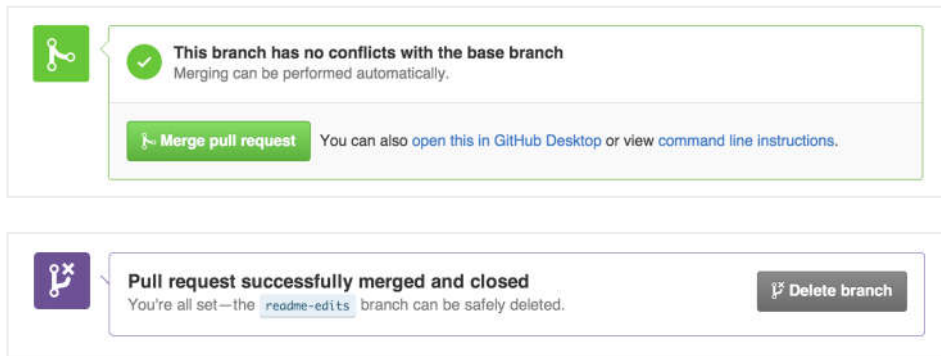 This branch has no conflicts with the base branch
Merging can be performed automatically.
Merge pull request You can also open this in GitHub Desktop or view command line instructions.
Pull request successfully merged and closed
You're all set—the readme-edits branch can be safely deleted.
Delete branch